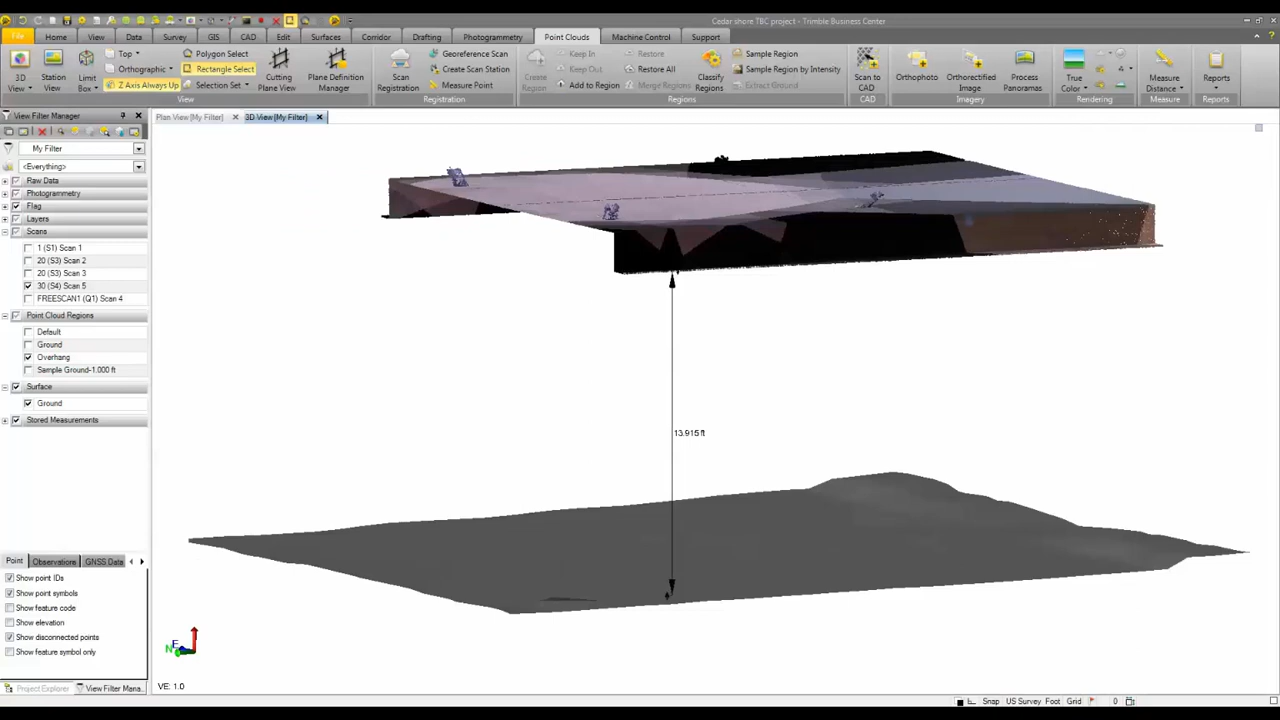 Cedar shore TBC project - Trimble Business Center
File Home View Data Survey GIS CAD Edit Surfaces Corridor Drafting Photogrammetry Point Clouds Machine Control Support
3D View
Station View
Limit Box
Top
Orthographic
Z Axis Always Up
Polygon Select
Rectangle Select
Selection Set
Cutting Plane View
Plane Definition Manager
View
Scan Registration
Georeference Scan
Create Scan Station
Measure Point
Registration
Create Region
Keep In
Keep Out
Add to Region
Restore
Restore All
Merge Regions
Classify Regions
Sample Region
Sample Region by Intensity
Extract Ground
Regions
Scan to CAD
CAD
Orthophoto
Orthorectified Image
Process Panoramas
Imagery
True Color
Rendering
Measure Distance
Measure
Reports
Reports
View Filter Manager
My Filter
<Everything>
Raw Data
Photogrammetry
Flag
Layers
Scans
1 (S1) Scan 1
20 (S3) Scan 2
20 (S3) Scan 3
30 (S4) Scan 5
FREESCAN1 (Q1) Scan 4
Point Cloud Regions
Default
Ground
Overhang
Sample Ground-1.000 ft
Surface
Ground
Stored Measurements
Point Observations GNSS Data
Show point IDs
Show point symbols
Show feature code
Show elevation
Show disconnected points
Show feature symbol only
Project Explorer View Filter Mana...
Plan View [My Filter]
3D View [My Filter]
13.915 ft
E
N
VE: 1.0
Snap US Survey Foot Grid 0